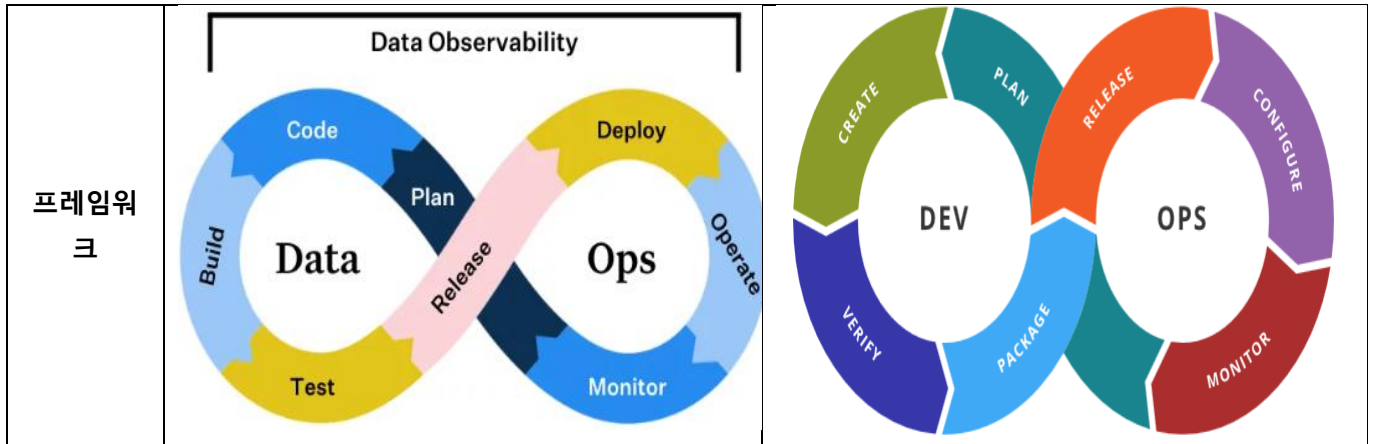 프레임워
크
Data Observability
Code
Deploy
Plan
Build
Data
Release
Ops
Operate
Test
Monitor
CREATE
PLAN
RELEASE
CONFIGURE
DEV
OPS
VERIFY
PACKAGE
MONITOR